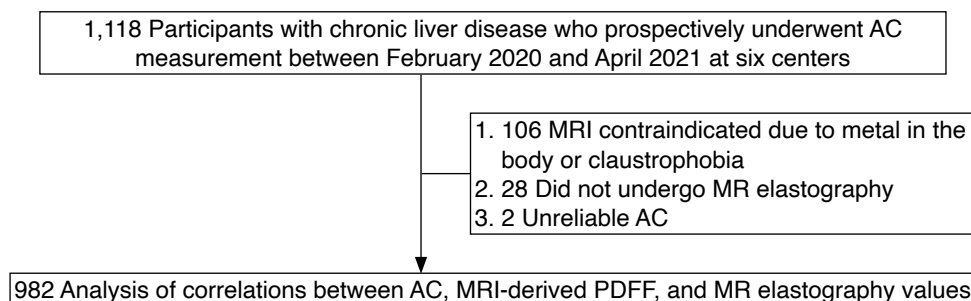 1,118 Participants with chronic liver disease who prospectively underwent AC
measurement between February 2020 and April 2021 at six centers
1. 106 MRI contraindicated due to metal in the
body or claustrophobia
2. 28 Did not undergo MR elastography
3. 2 Unreliable AC
982 Analysis of correlations between AC, MRI-derived PDFF, and MR elastography values